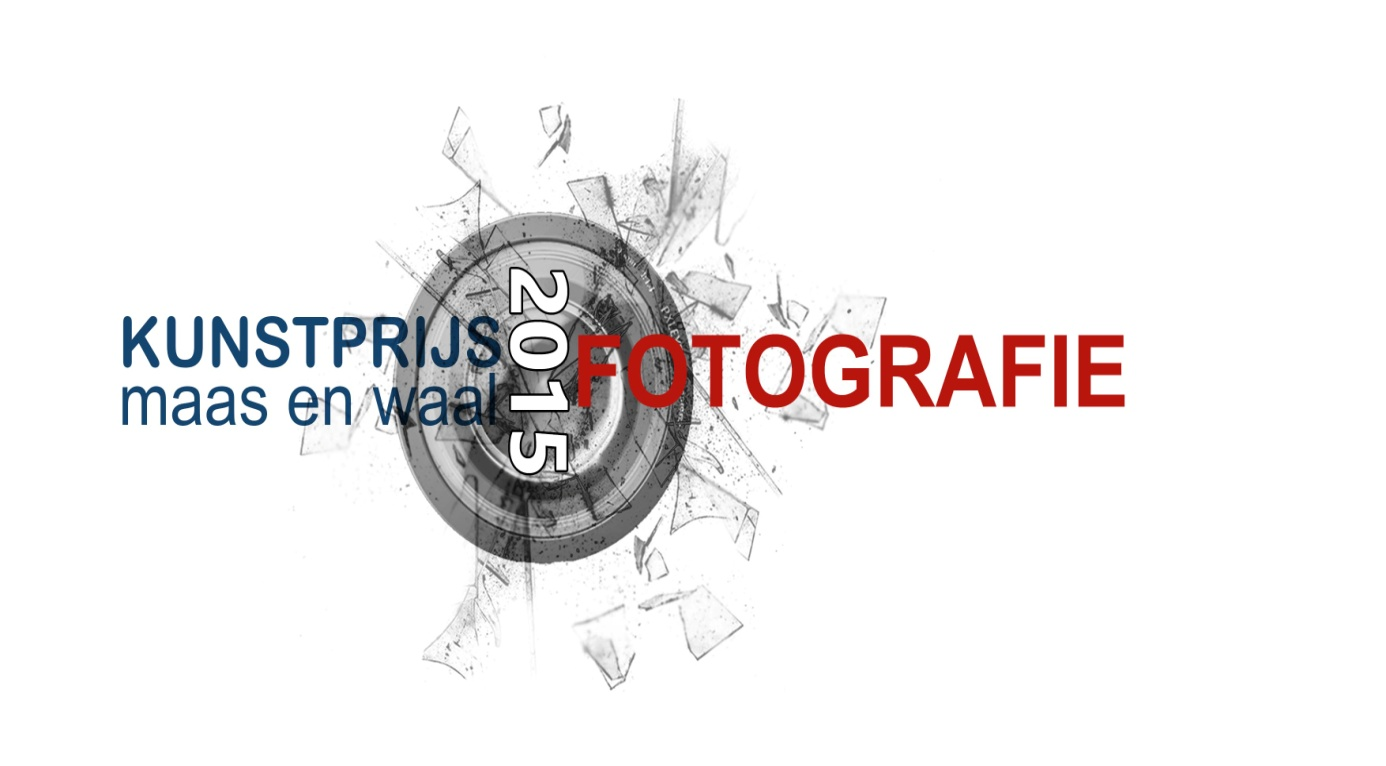 KUNSTPRIJS
maas en waal
2015
FOTOGRAFIE